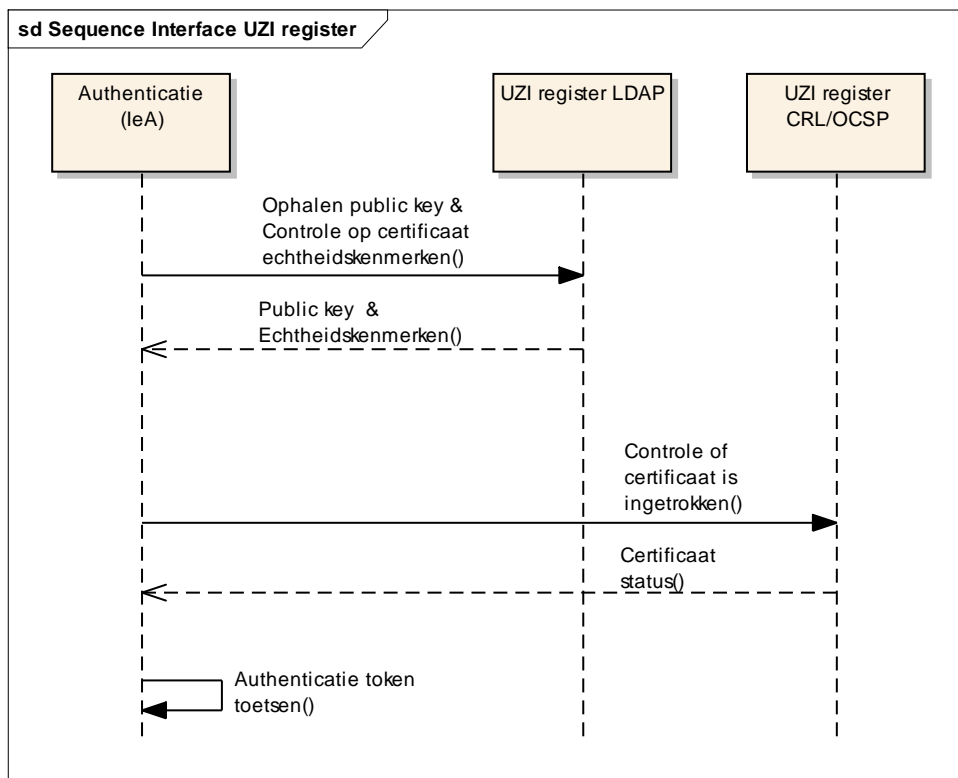 sd Sequence Interface UZI register
Authenticatie
(IeA)
UZI register LDAP
UZI register
CRL/OCSP
Ophalen public key &
Controle op certificaat
echtheidskenmerken()
Public key &
Echtheidskenmerken()
Controle of
certificaat is
ingetrokken()
Certificaat
status()
Authenticatie token
toetsen()